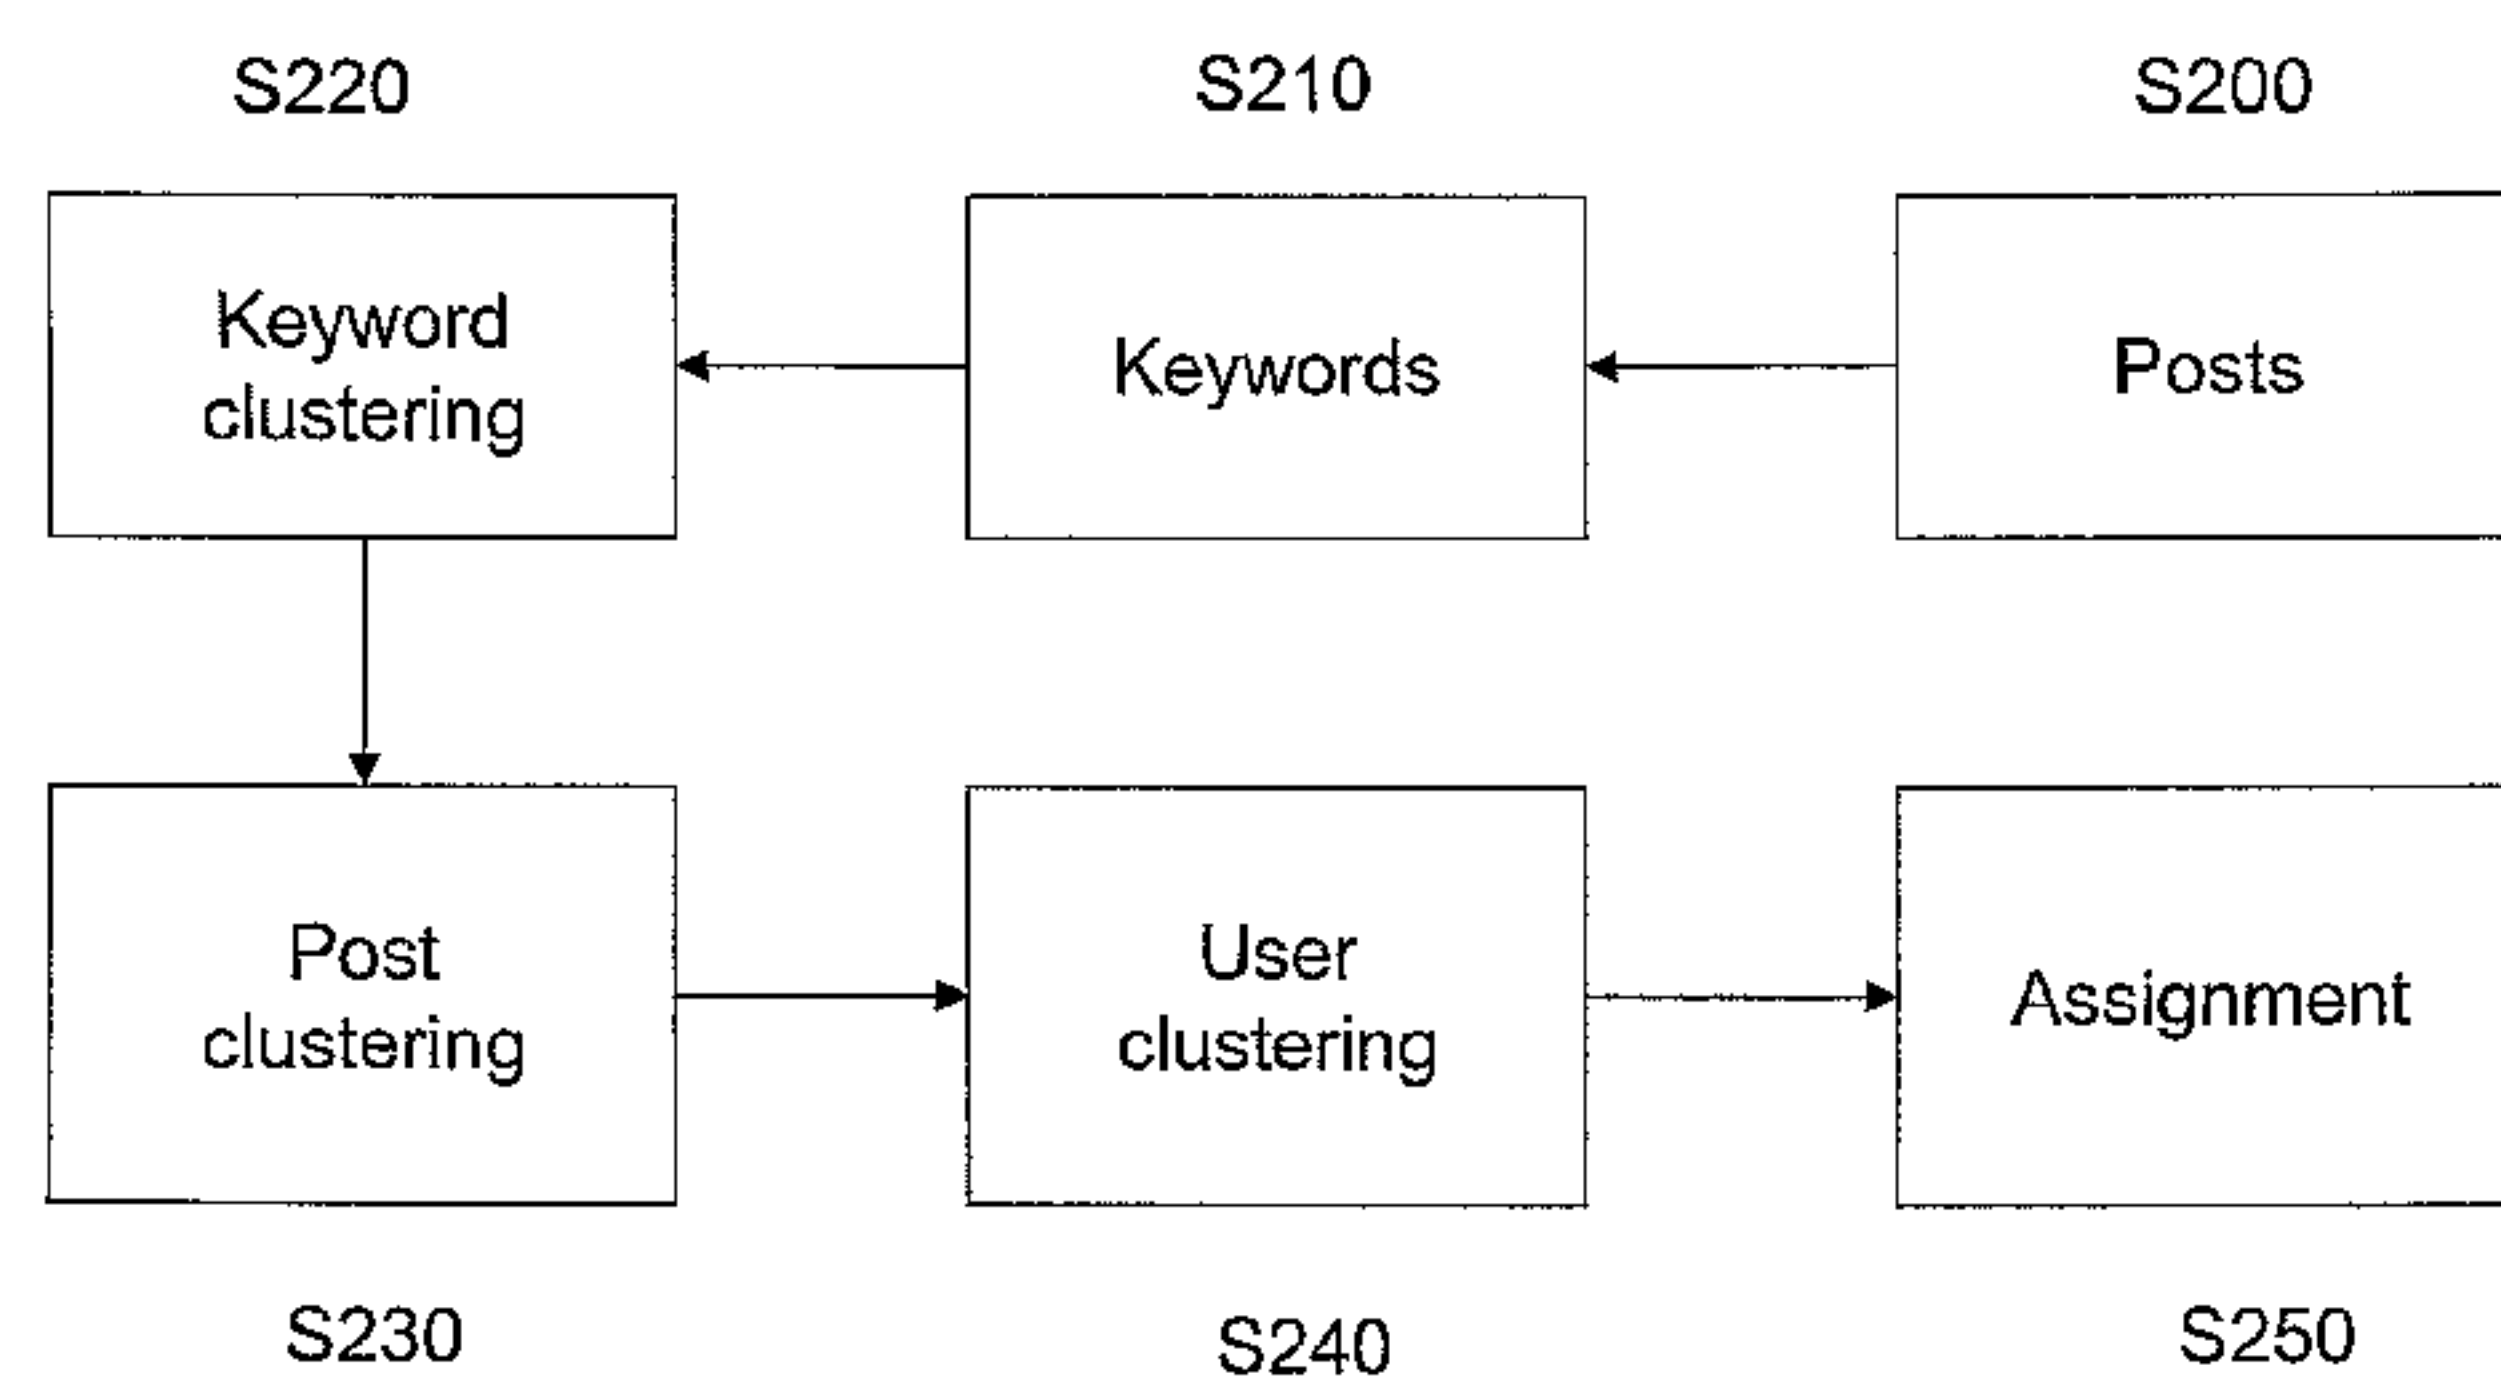 S220
S210
S200
Keyword
clustering
Keywords
Posts
Post
clustering
User
clustering
Assignment
S230
S240
S250